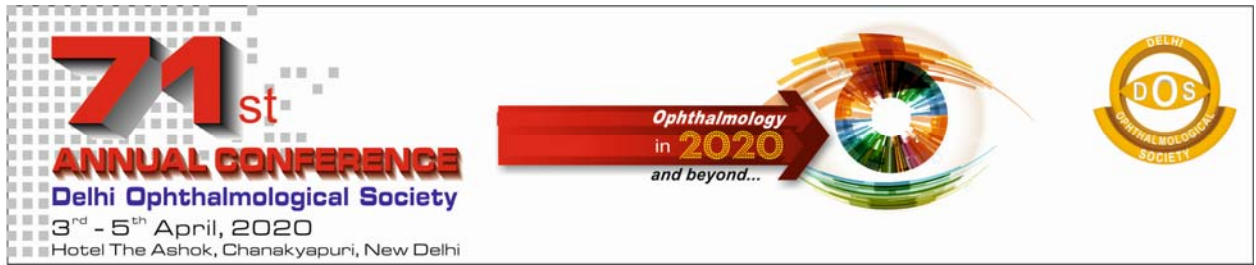 71st
ANNUAL CONFERENCE
Delhi Ophthalmological Society
3rd - 5th April, 2020
Hotel The Ashok, Chanakyapuri, New Delhi
Ophthalmology
in 2020
and beyond...
DELHI
DOS
OPHTHALMOLOGICAL
SOCIETY